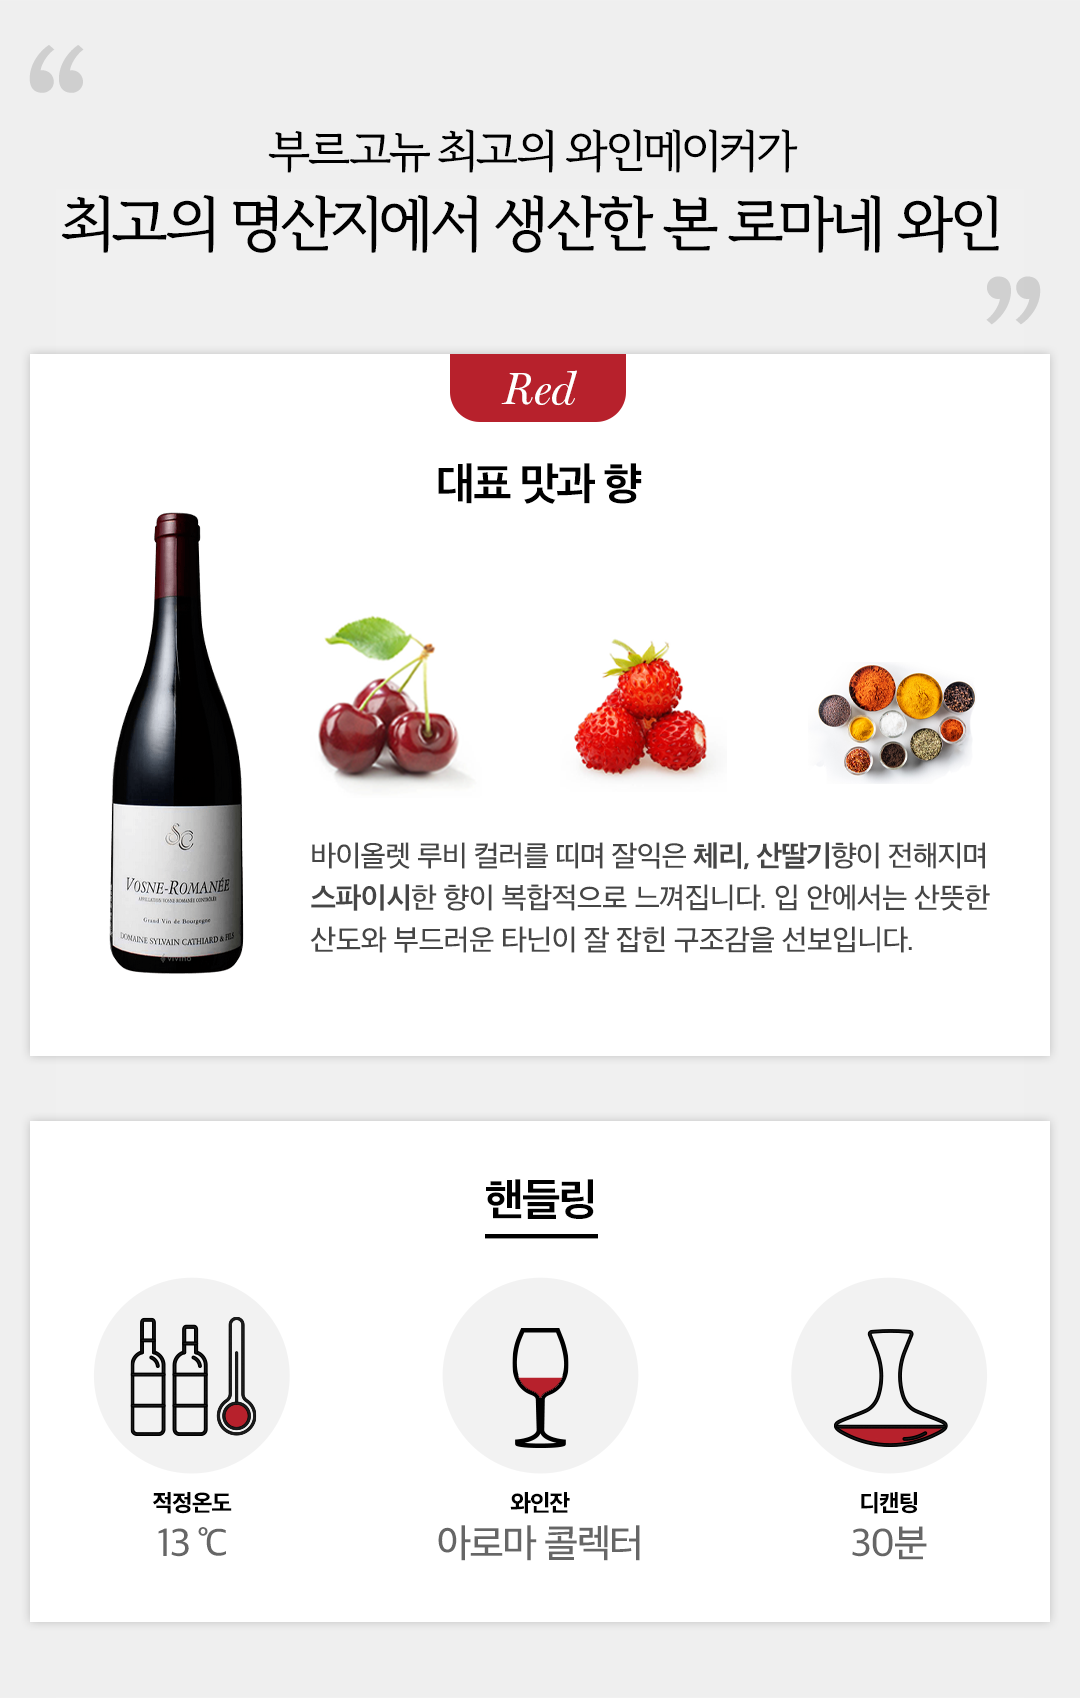 “
부르고뉴 최고의 와인메이커가
최고의 명산지에서 생산한 본 로마네 와인
”
Red
대표 맛과 향
SC
VOSNE-ROMANÉE
APPELLATION VOSNE-ROMANÉE CONTRÔLÉE
Grand Vin de Bourgogne
DOMAINE SYLVAIN CATHIARD & FILS
vivino
바이올렛 루비 컬러를 띠며 잘익은 체리, 산딸기향이 전해지며
스파이시한 향이 복합적으로 느껴집니다. 입 안에서는 산뜻한
산도와 부드러운 타닌이 잘 잡힌 구조감을 선보입니다.
핸들링
적정온도
13 ℃
와인잔
아로마 콜렉터
디캔팅
30분